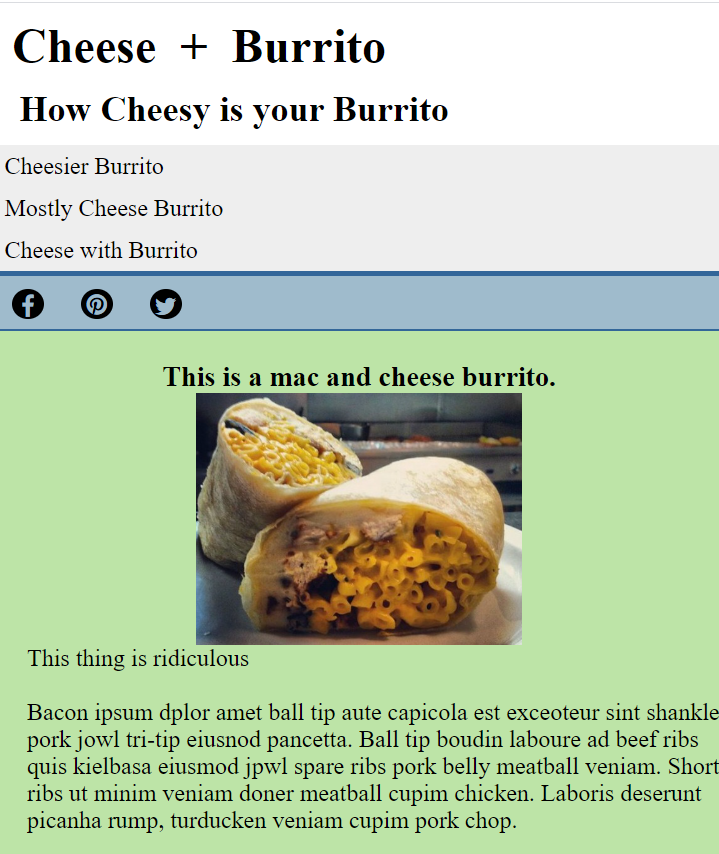 Cheese + Burrito
How Cheesy is your Burrito
Cheesier Burrito
Mostly Cheese Burrito
Cheese with Burrito
This is a mac and cheese burrito.
This thing is ridiculous
Bacon ipsum dplor amet ball tip aute capicola est exceoteur sint shankle
pork jowl tri-tip eiusnod pancetta. Ball tip boudin laboure ad beef ribs
quis kielbasa eiusmod jpwl spare ribs pork belly meatball veniam. Short
ribs ut minim veniam doner meatball cupim chicken. Laboris deserunt
picanha rump, turducken veniam cupim pork chop.